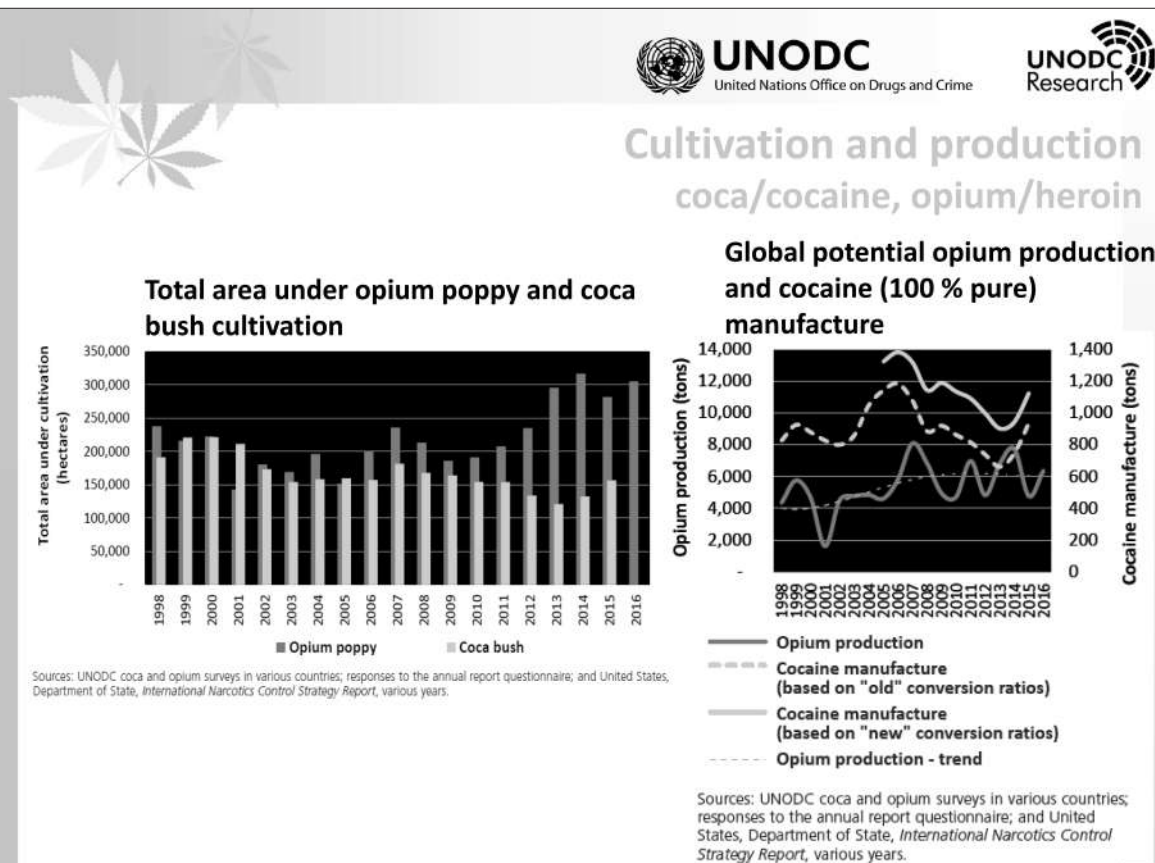 UNODC
United Nations Office on Drugs and Crime
UNODC
Research
Cultivation and production
coca/cocaine, opium/heroin
Total area under opium poppy and coca
bush cultivation
Total area under cultivation
(hectares)
350,000
300,000
250,000
200,000
150,000
100,000
50,000
-
1998
1999
2000
2001
2002
2003
2004
2005
2006
2007
2008
2009
2010
2011
2012
2013
2014
2015
2016
Opium poppy
Coca bush
Sources: UNODC coca and opium surveys in various countries; responses to the annual report questionnaire; and United States,
Department of State, International Narcotics Control Strategy Report, various years.
Global potential opium production
and cocaine (100 % pure)
manufacture
Opium production (tons)
14,000
12,000
10,000
8,000
6,000
4,000
2,000
-
1,400
1,200
1,000
800
600
400
200
0
Cocaine manufacture (tons)
1998
1999
2000
2001
2002
2003
2004
2005
2006
2007
2008
2009
2010
2011
2012
2013
2014
2015
2016
Opium production
Cocaine manufacture
(based on "old" conversion ratios)
Cocaine manufacture
(based on "new" conversion ratios)
Opium production - trend
Sources: UNODC coca and opium surveys in various countries;
responses to the annual report questionnaire; and United
States, Department of State, International Narcotics Control
Strategy Report, various years.